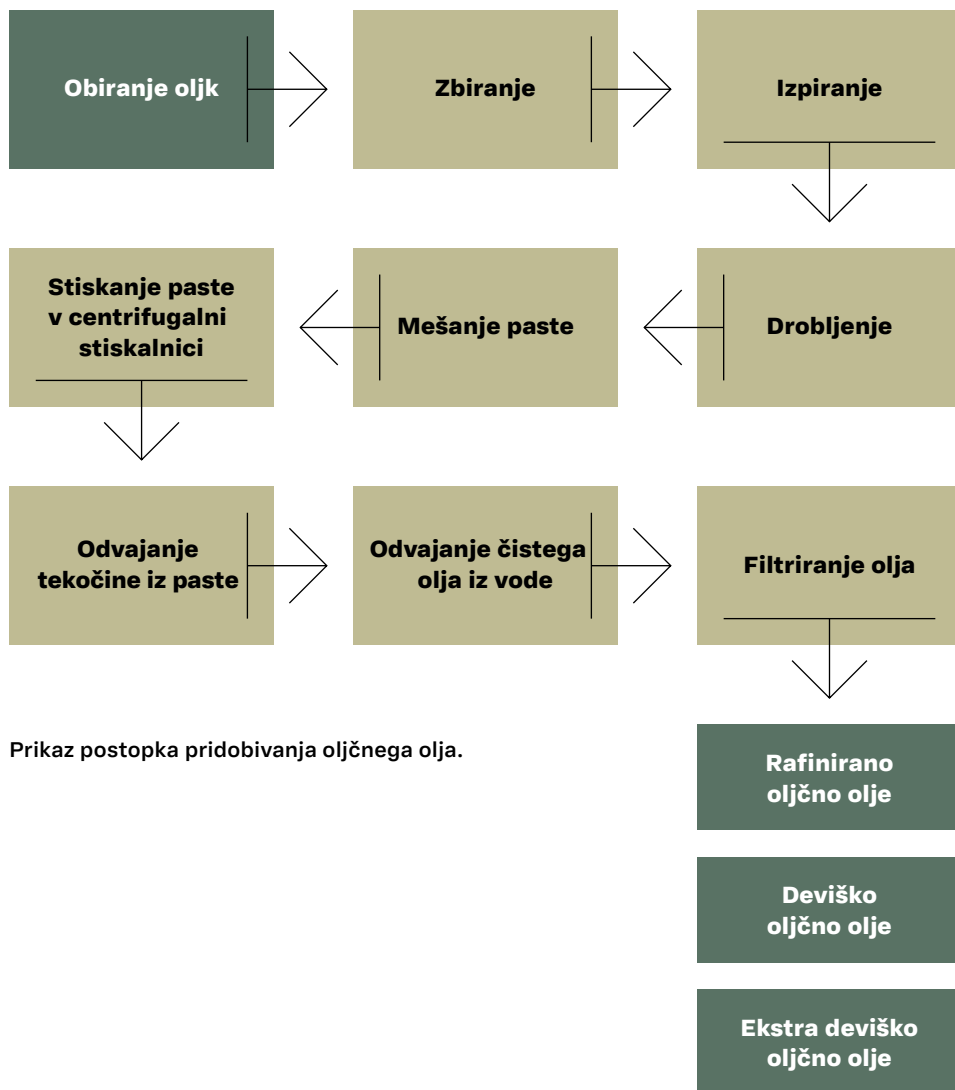 Obiranje oljk
Zbiranje
Izpiranje
Drobljenje
Mešanje paste
Stiskanje paste
v centrifugalni
stiskalnici
Odvajanje
tekočine iz paste
Odvajanje čistega
olja iz vode
Filtriranje olja
Rafinirano
oljčno olje
Deviško
oljčno olje
Ekstra deviško
oljčno olje
Prikaz postopka pridobivanja oljčnega olja.